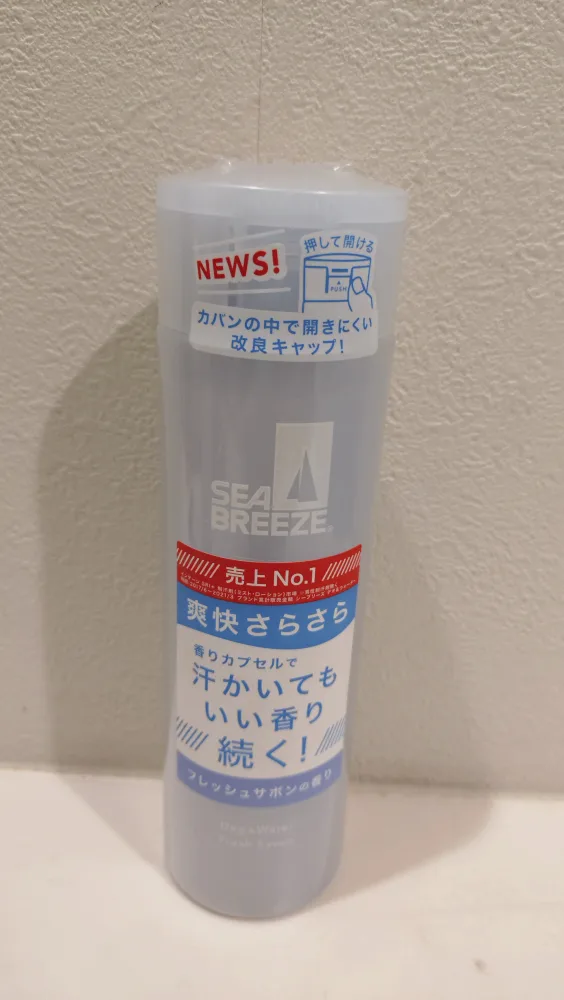 NEWS!
押して開ける
PUSH
カバンの中で開きにくい
改良キャップ!
SEA
BREEZE
売上 No.1
爽快さらさら
香りカプセルで
汗かいても
いい香り
続く!
フレッシュサボンの香り
Deo&Water